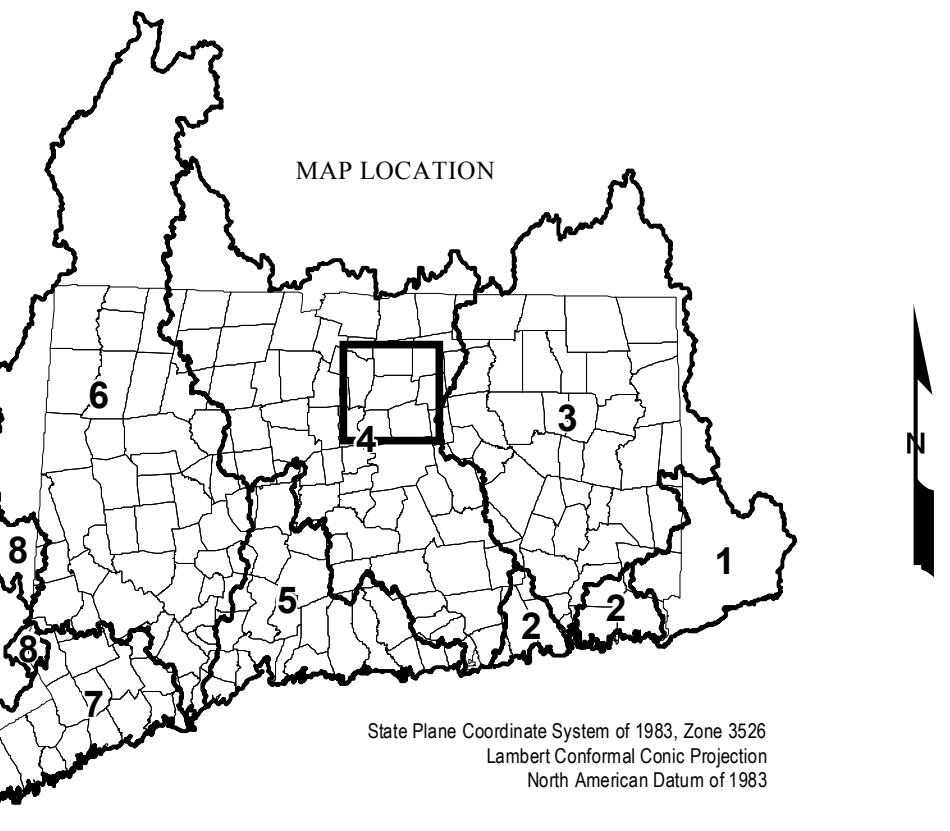 MAP LOCATION
6
3
4
N
8
1
5
2
2
8
7
State Plane Coordinate System of 1983, Zone 3526
Lambert Conformal Conic Projection
North American Datum of 1983